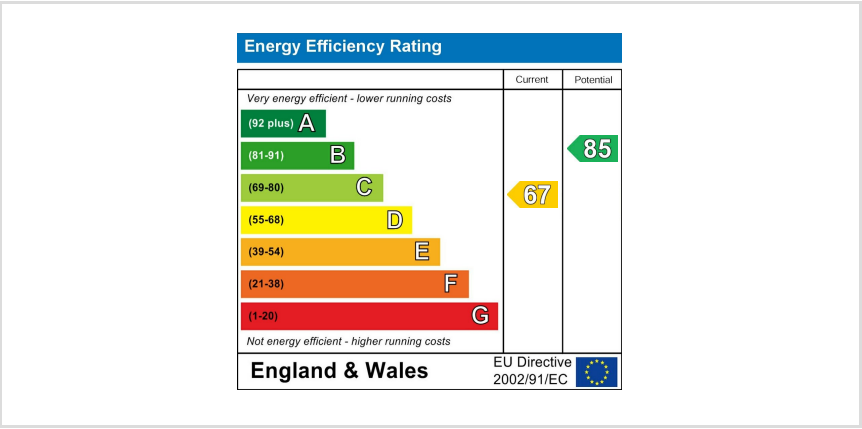 Energy Efficiency Rating
Current Potential
Very energy efficient - lower running costs
(92 plus) A
(81-91) B
85
(69-80) C
67
(55-68) D
(39-54) E
(21-38) F
(1-20) G
Not energy efficient - higher running costs
England & Wales
EU Directive
2002/91/EC